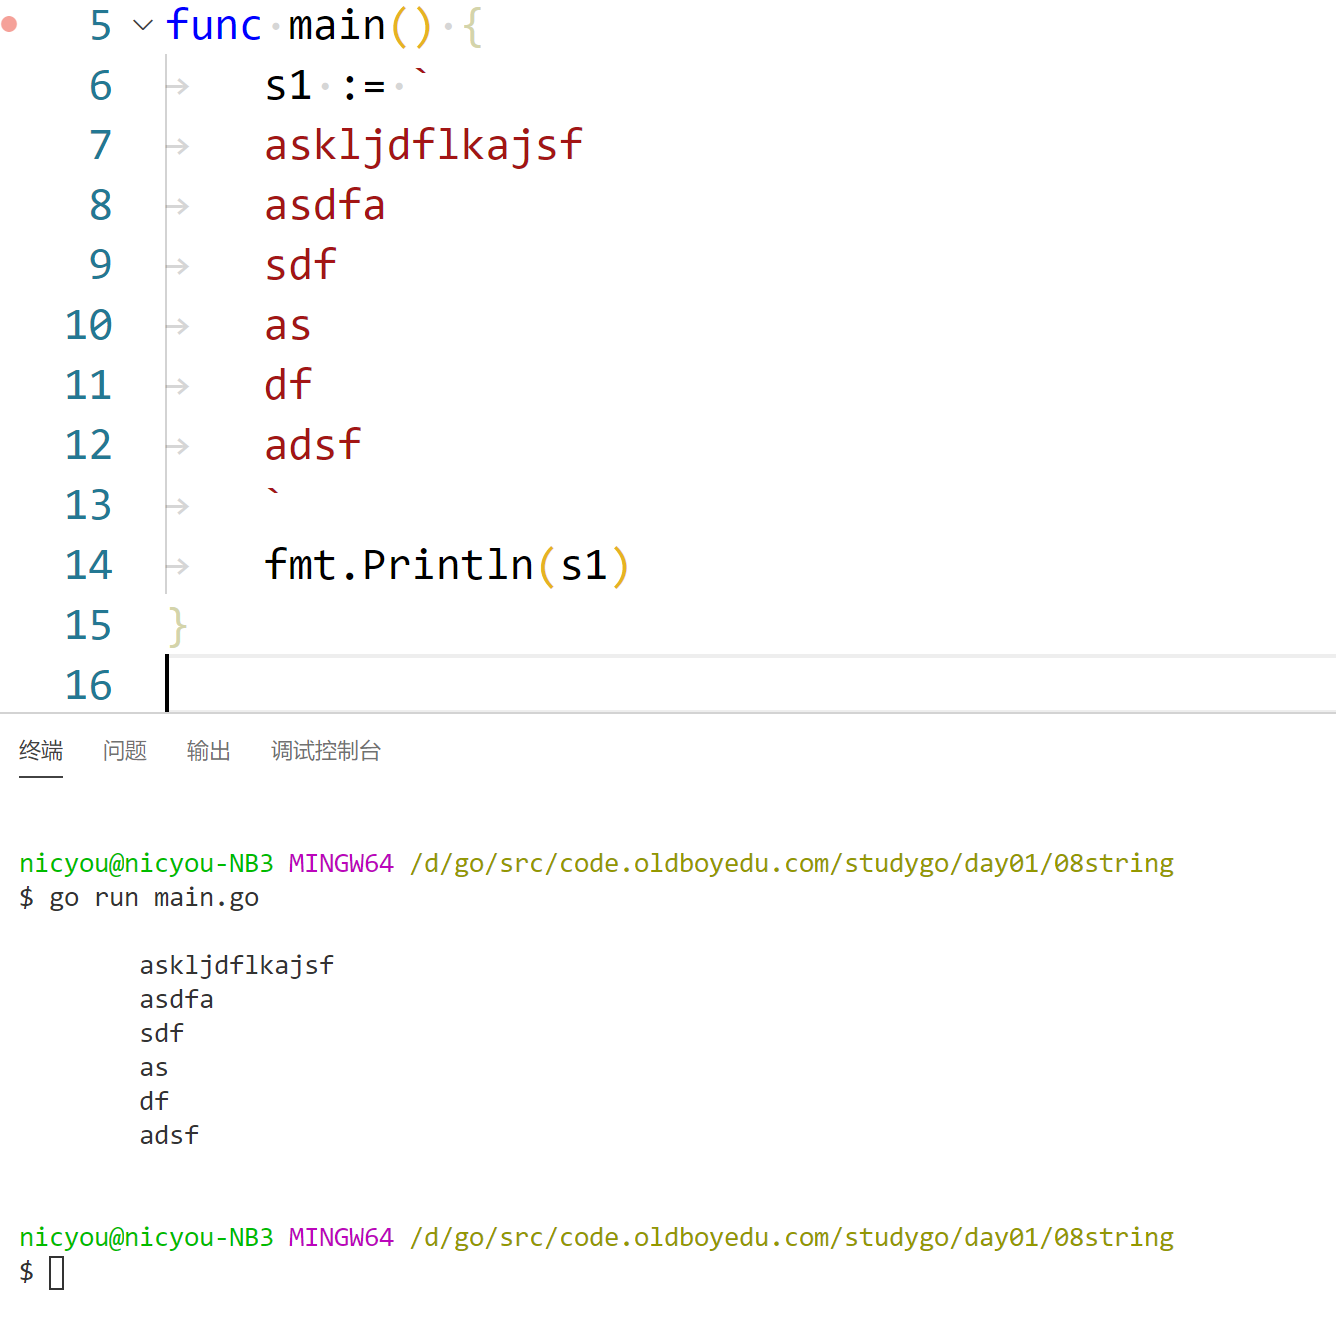 5 func main() {
6 s1 := `
7 askljdflkajsf
8 asdfa
9 sdf
10 as
11 df
12 adsf
13 `
14 fmt.Println(s1)
15 }
16
终端 问题 输出 调试控制台
nicyou@nicyou-NB3 MINGW64 /d/go/src/code.oldboyedu.com/studygo/day01/08string
$ go run main.go
askljdflkajsf
asdfa
sdf
as
df
adsf
nicyou@nicyou-NB3 MINGW64 /d/go/src/code.oldboyedu.com/studygo/day01/08string
$